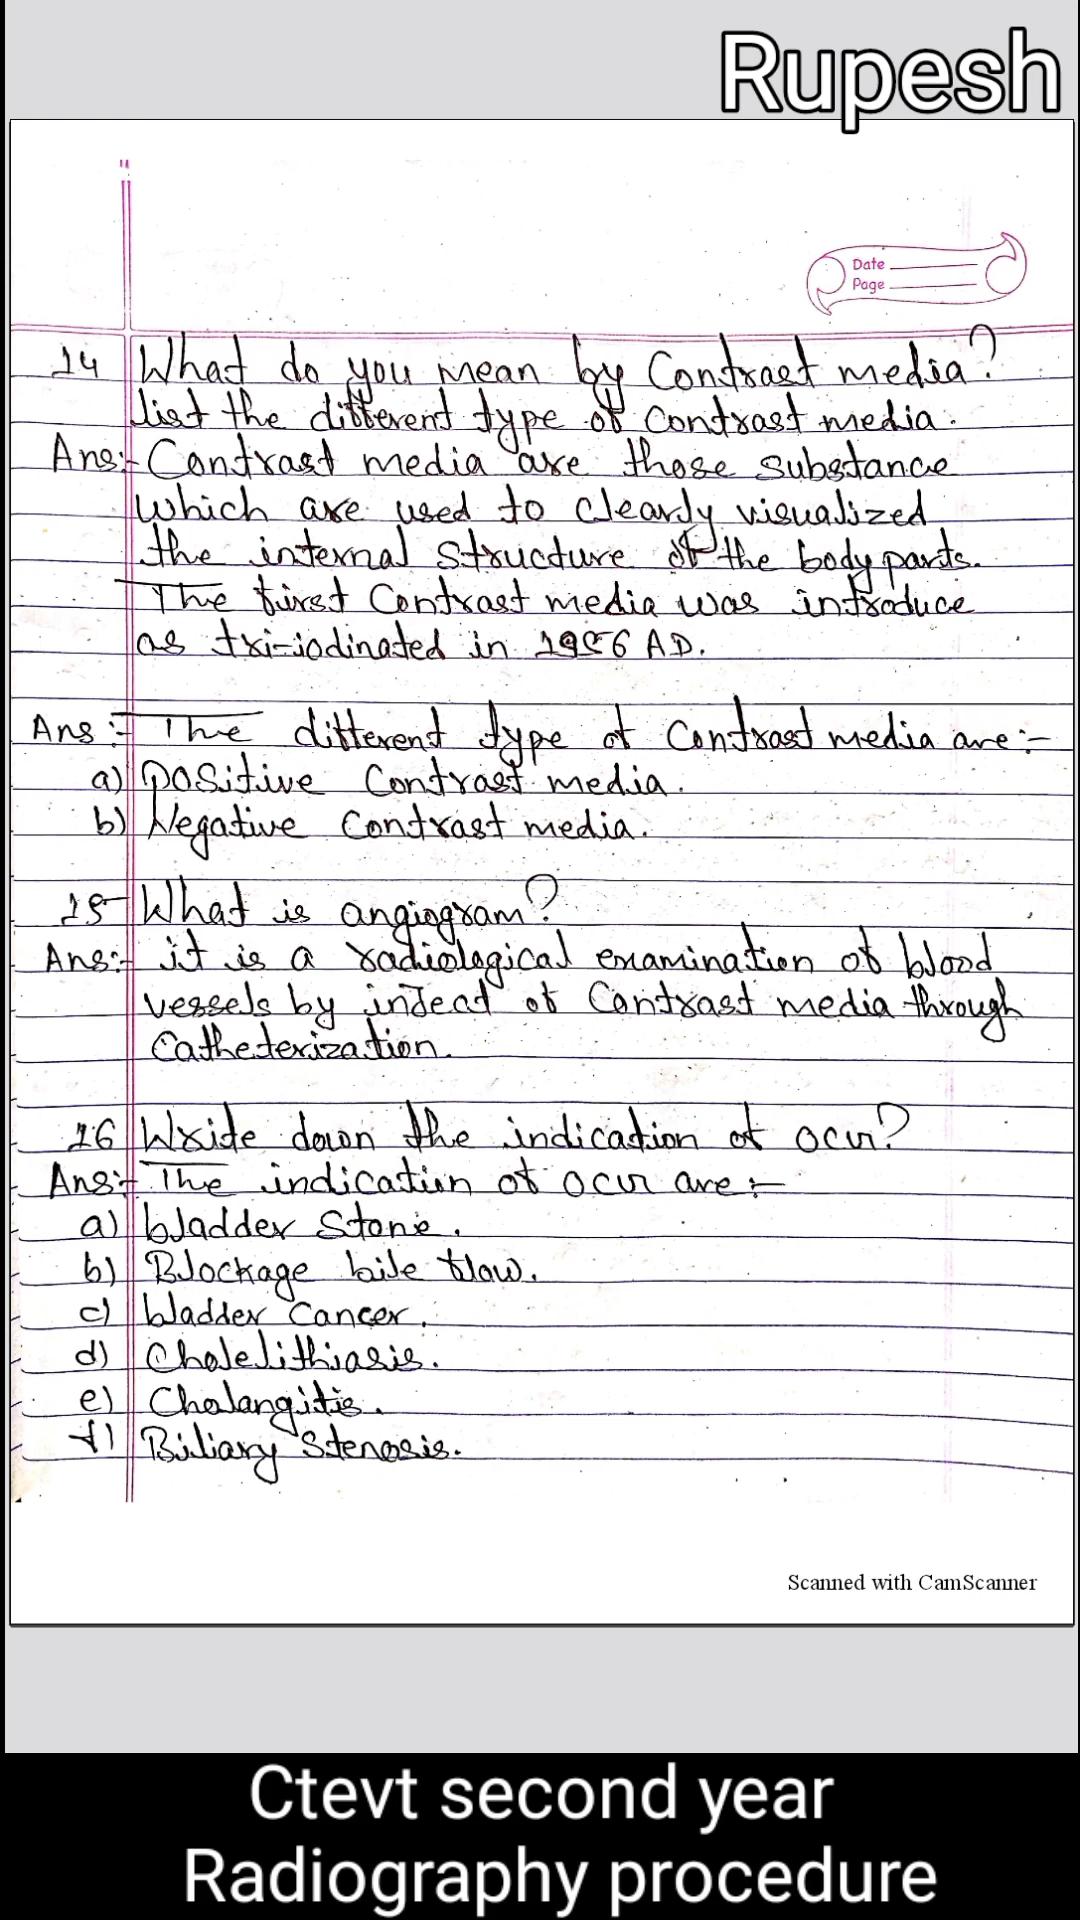 Rupesh
Date
Page
14 What do you mean by Contrast media?
list the different type of contrast media.
Ans:- Contrast media are those substance
which are used to clearly visualized
the internal structure of the body parts.
The first Contrast media was introduce
as tri-iodinated in 1956 AD.
Ans:- The different type of Contrast media are:-
a) Positive Contrast media.
b) Negative Contrast media.
15 What is angiogram?
Ans:- it is a radiological examination of blood
vessels by inject of Contrast media through
Catheterization.
16 Write down the indication of OCG?
Ans:- The indication of OCG are:-
a) bladder Stone.
b) Blockage bile flow.
c) bladder Cancer.
d) Cholelithiasis.
e) Cholangitis.
f) Biliary Stenosis.
Scanned with CamScanner
Ctevt second year
Radiography procedure